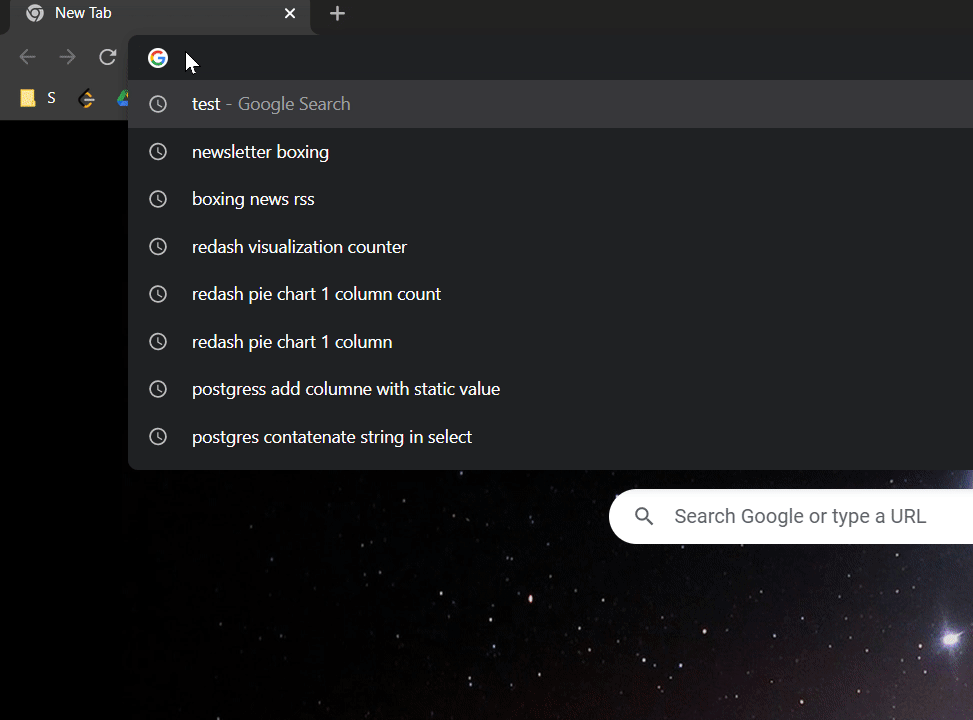 New Tab
S
test - Google Search
newsletter boxing
boxing news rss
redash visualization counter
redash pie chart 1 column count
redash pie chart 1 column
postgress add columne with static value
postgres contatenate string in select
Search Google or type a URL